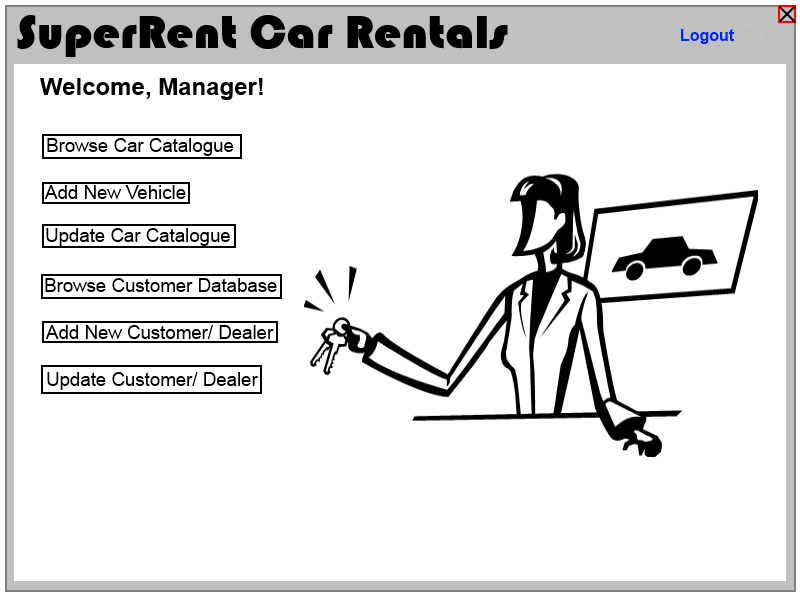 SuperRent Car Rentals
Logout
Welcome, Manager!
Browse Car Catalogue
Add New Vehicle
Update Car Catalogue
Browse Customer Database
Add New Customer/ Dealer
Update Customer/ Dealer